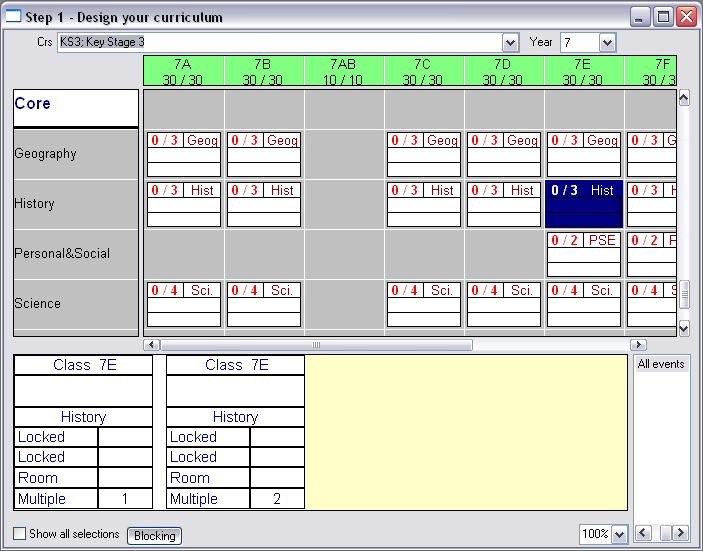 Step 1 - Design your curriculum
Crs KS3; Key Stage 3 Year 7
7A 7B 7AB 7C 7D 7E 7F
30 / 30 30 / 30 10 / 10 30 / 30 30 / 30 30 / 30 30 / 3
Core
Geography 0 / 3 Geog 0 / 3 Geog 0 / 3 Geog 0 / 3 Geog 0 / 3 Geog 0 / 3 G
History 0 / 3 Hist 0 / 3 Hist 0 / 3 Hist 0 / 3 Hist 0 / 3 Hist 0 / 3 H
Personal&Social 0 / 2 PSE 0 / 2 P
Science 0 / 4 Sci. 0 / 4 Sci. 0 / 4 Sci. 0 / 4 Sci. 0 / 4 Sci. 0 / 4 S
Class 7E Class 7E All events
History History
Locked Locked
Locked Locked
Room Room
Multiple 1 Multiple 2
Show all selections Blocking 100%